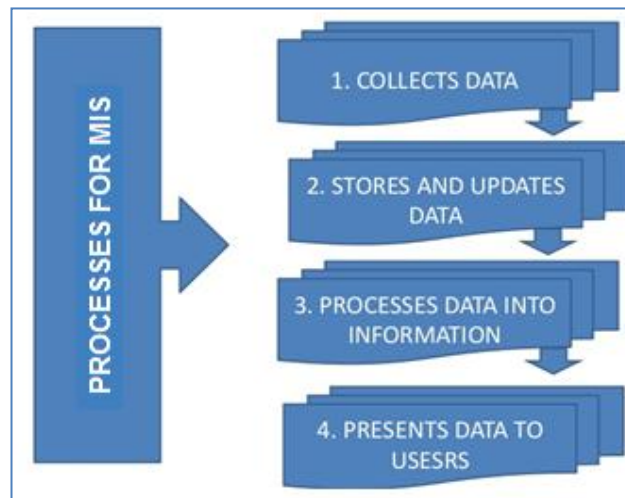 PROCESSES FOR MIS
1. COLLECTS DATA
2. STORES AND UPDATES
DATA
3. PROCESSES DATA INTO
INFORMATION
4. PRESENTS DATA TO
USESRS